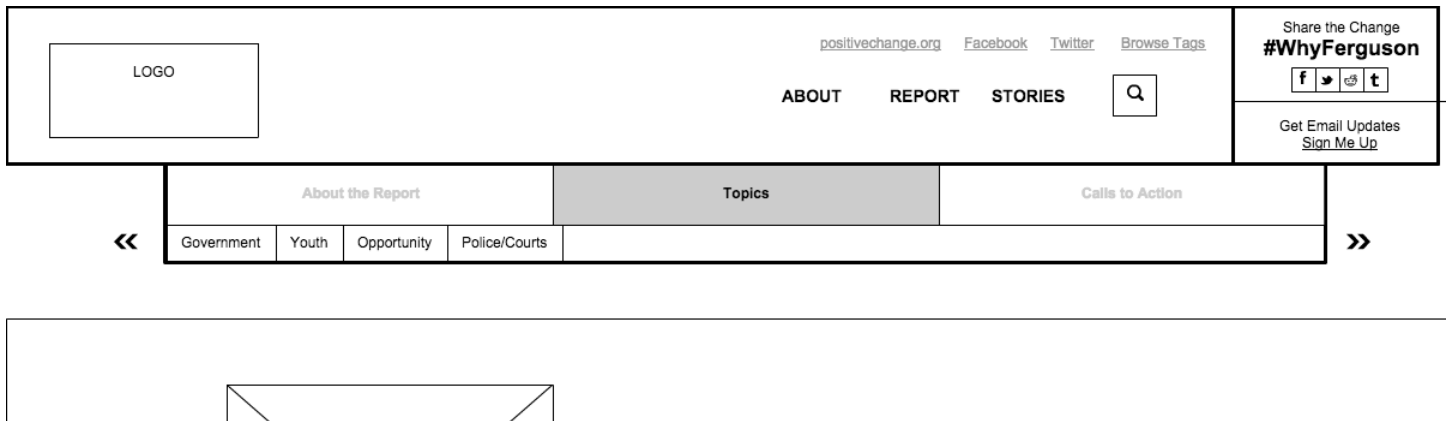 LOGO
positivechange.org Facebook Twitter Browse Tags
ABOUT REPORT STORIES
Share the Change
#WhyFerguson
Get Email Updates
Sign Me Up
About the Report Topics Calls to Action
Government Youth Opportunity Police/Courts